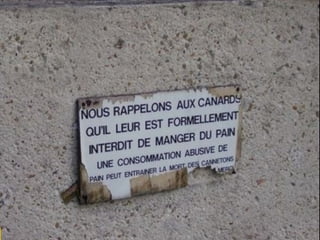 NOUS RAPPELONS AUX CANARDS
QU'IL LEUR EST FORMELLEMENT
INTERDIT DE MANGER DU PAIN
UNE CONSOMMATION ABUSIVE DE
PAIN PEUT ENTRAINER LA MORT DES CANNETONS
MERCI